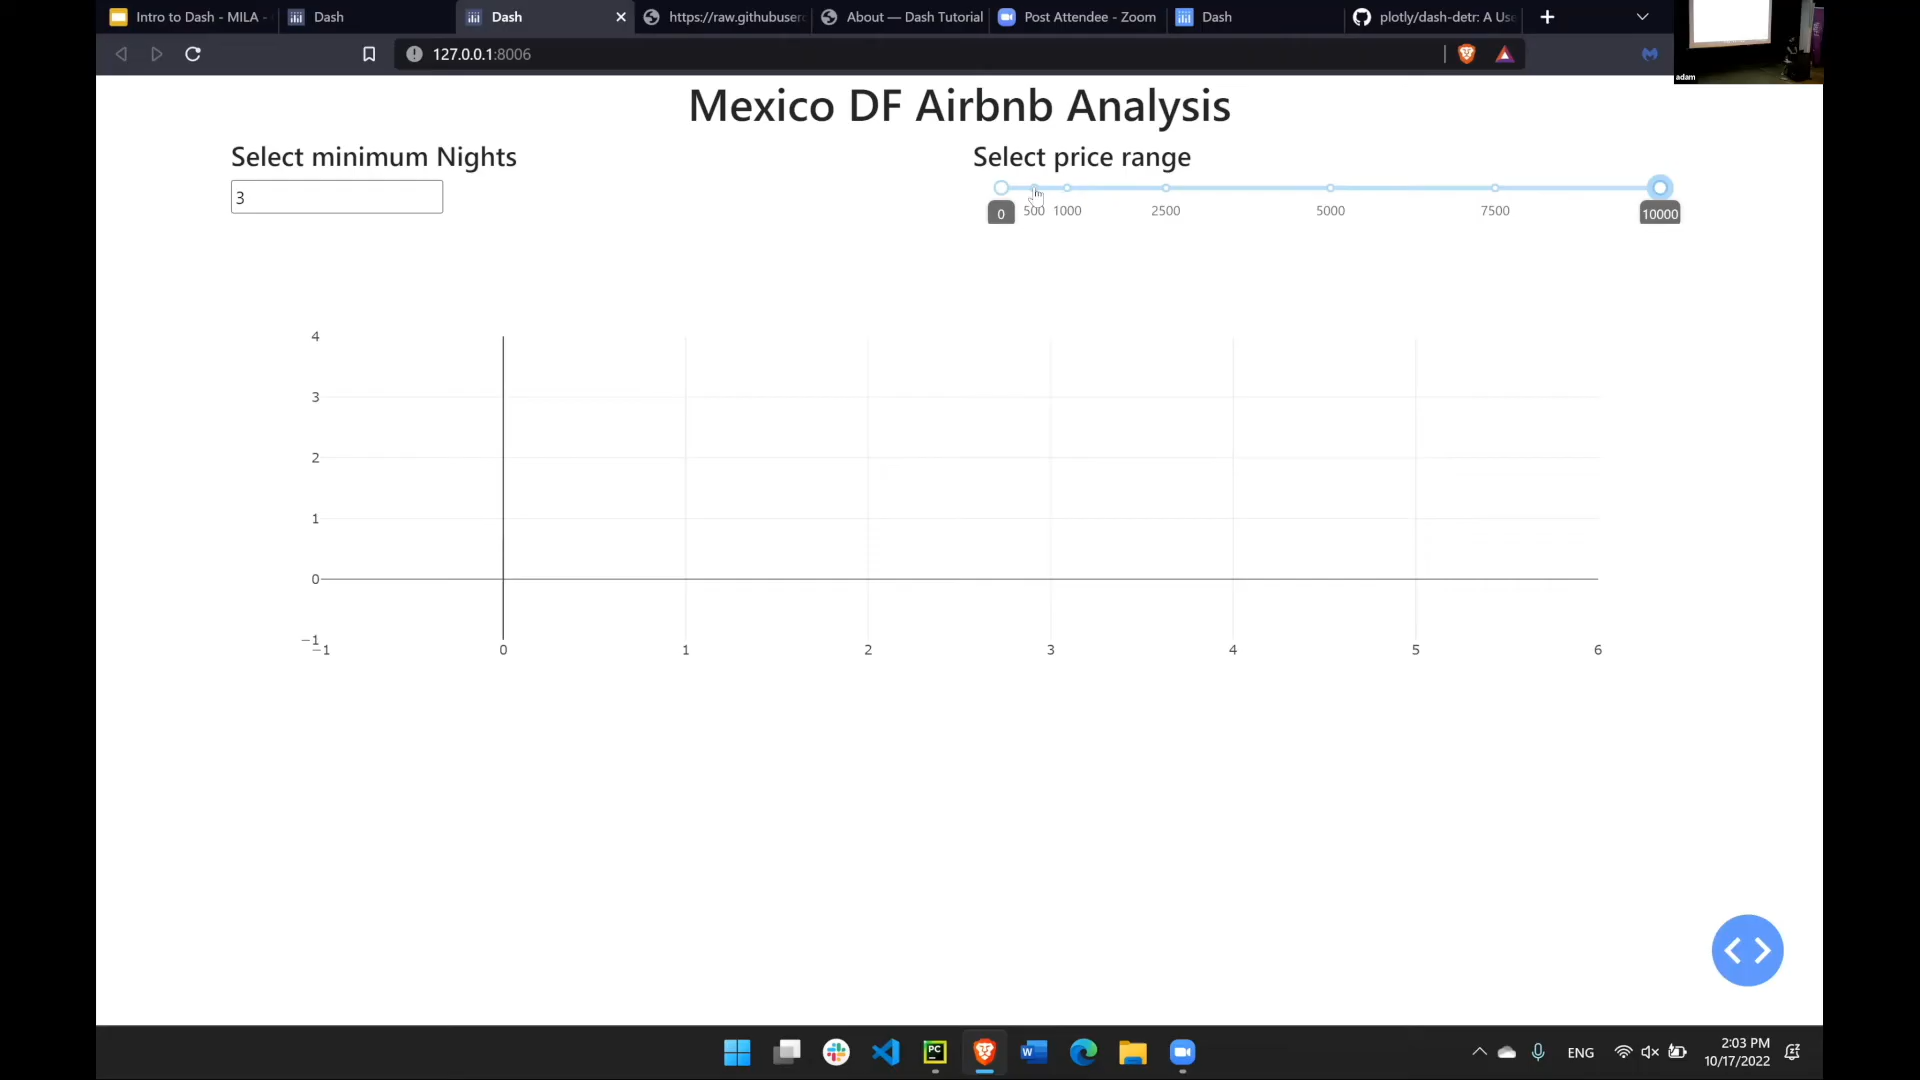 Intro to Dash - MILA -
Dash
Dash
https://raw.githubuserc
About — Dash Tutorial
Post Attendee - Zoom
Dash
plotly/dash-detr: A Use
127.0.0.1:8006
adam
Mexico DF Airbnb Analysis
Select minimum Nights
Select price range
3
0 500 1000 2500 5000 7500 10000
4
3
2
1
0
−1
−1 0 1 2 3 4 5 6
PC
W
ENG
2:03 PM
10/17/2022